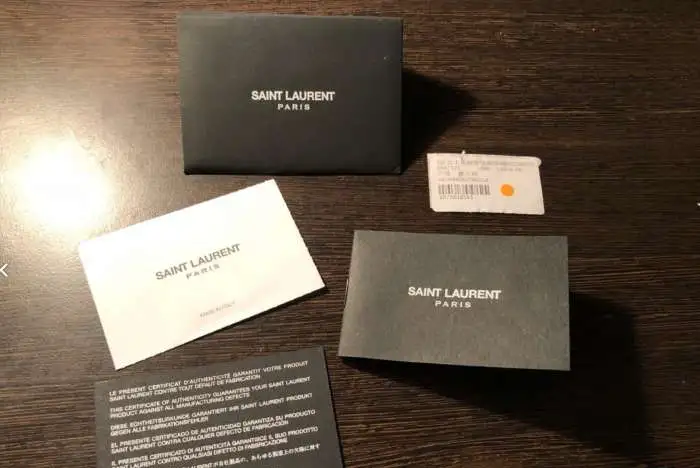 SAINT LAURENT
PARIS
SAINT LAURENT
PARIS
MADE IN ITALY
SAINT LAURENT
PARIS
LE PRÉSENT CERTIFICAT D'AUTHENTICITÉ GARANTIT VOTRE PRODUIT
SAINT LAURENT CONTRE TOUT DÉFAUT DE FABRICATION
THIS CERTIFICATE OF AUTHENTICITY GUARANTEES YOUR SAINT LAURENT
PRODUCT AGAINST ALL MANUFACTURING DEFECTS
DIESE ECHTHEITSURKUNDE GARANTIERT IHR SAINT LAURENT PRODUKT
GEGEN ALLE FABRIKATIONSFEHLER
EL PRESENTE CERTIFICADO DE AUTENTICIDAD GARANTIZA SU PRODUCTO
SAINT LAURENT CONTRA CUALQUIER DEFECTO DE FABRICACIÓN
IL PRESENTE CERTIFICATO DI AUTENTICITÀ GARANTISCE IL SUO PRODOTTO
SAINT LAURENT CONTRO QUALSIASI DIFETTO DI FABBRICAZIONE